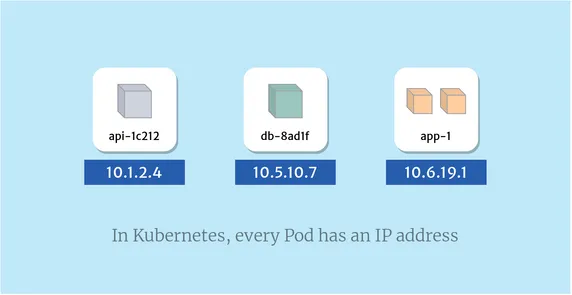 api-1c212
db-8ad1f
app-1
10.1.2.4
10.5.10.7
10.6.19.1
In Kubernetes, every Pod has an IP address